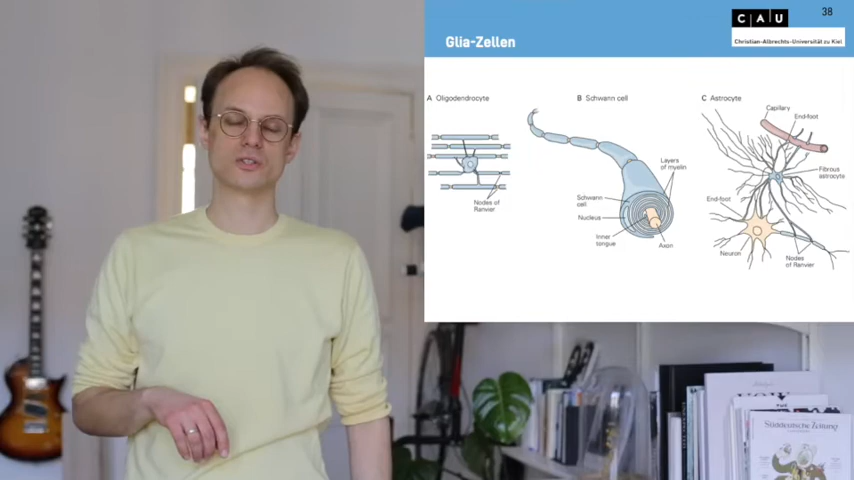 38
C A U
Christian-Albrechts-Universität zu Kiel
Glia-Zellen
A Oligodendrocyte
Nodes of
Ranvier
B Schwann cell
Layers
of myelin
Schwann
cell
Nucleus
Inner
tongue
Axon
C Astrocyte
Capillary
End-foot
Fibrous
astrocyte
End-foot
Neuron
Nodes
of Ranvier
Süddeutsche Zeitung